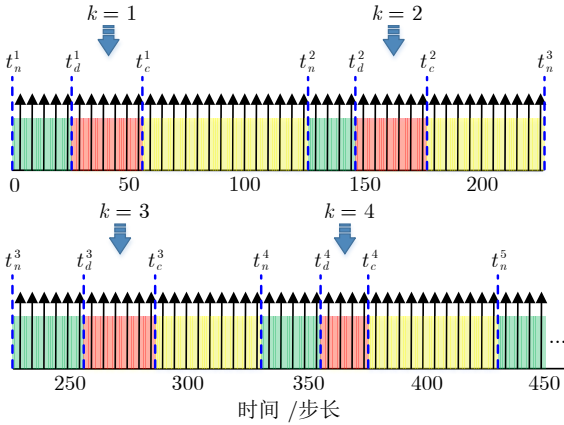 k = 1 k = 2
t_n^1 t_d^1 t_c^1 t_n^2 t_d^2 t_c^2 t_n^3
0 50 100 150 200
k = 3 k = 4
t_n^3 t_d^3 t_c^3 t_n^4 t_d^4 t_c^4 t_n^5
...
250 300 350 400 450
时间 /步长